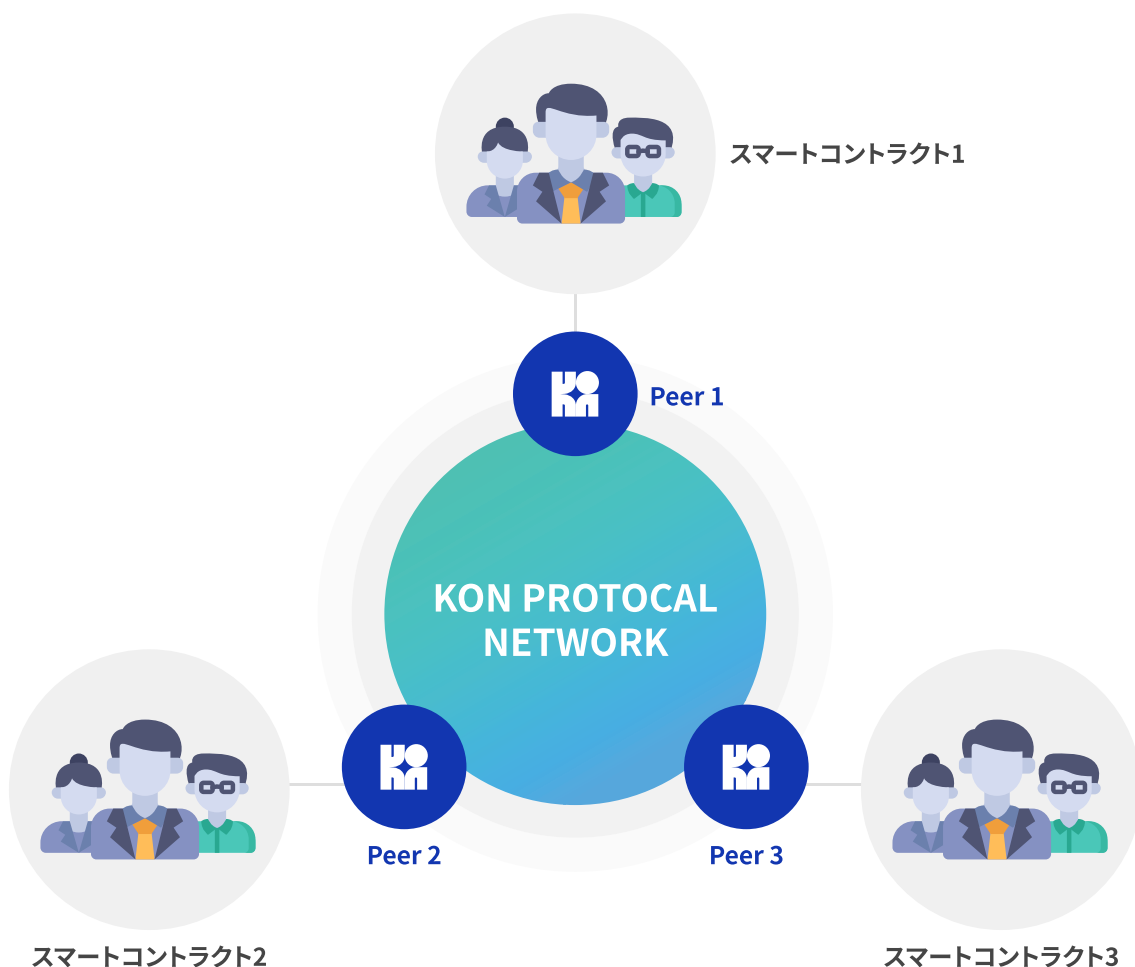 スマートコントラクト1
Peer 1
KON PROTOCAL
NETWORK
Peer 2
Peer 3
スマートコントラクト2
スマートコントラクト3